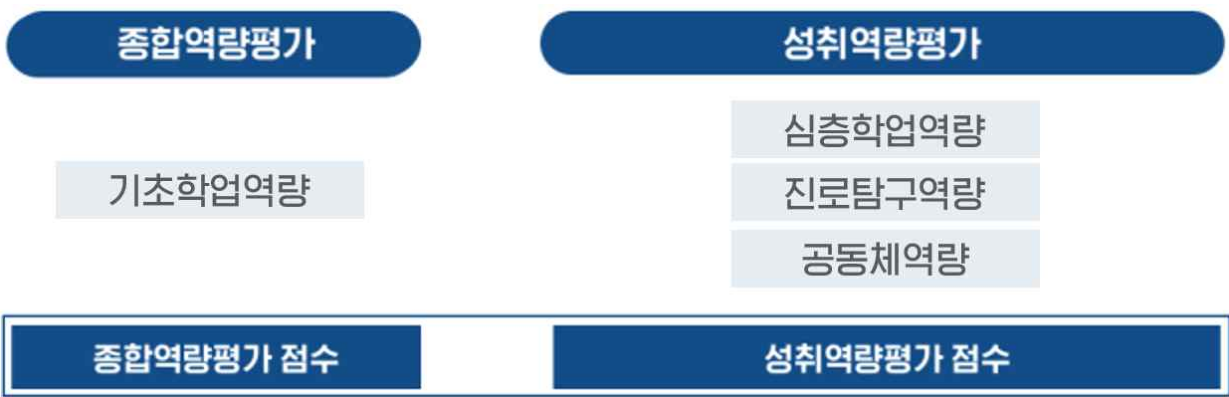 종합역량평가
성취역량평가
기초학업역량
심층학업역량
진로탐구역량
공동체역량
종합역량평가 점수
성취역량평가 점수